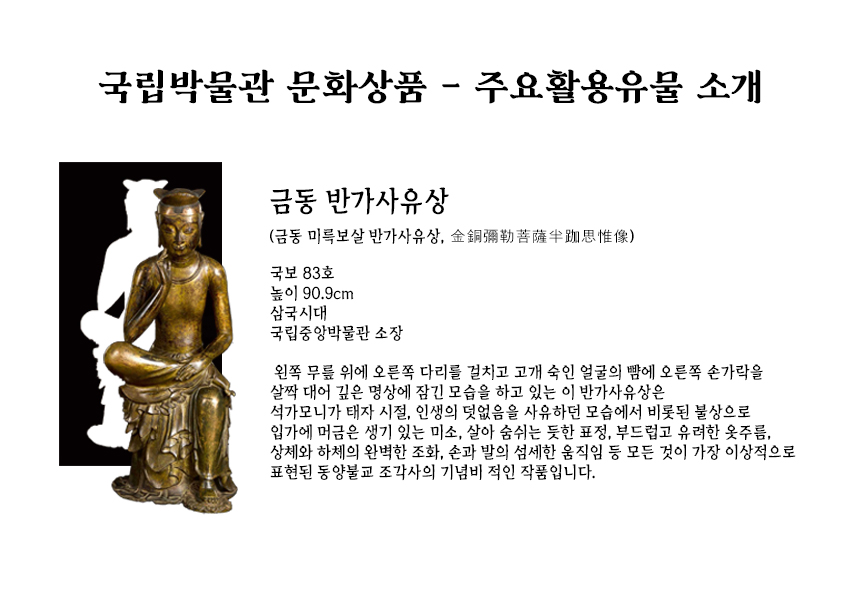 국립박물관 문화상품 - 주요활용유물 소개
금동 반가사유상
(금동 미륵보살 반가사유상, 金銅彌勒菩薩半跏思惟像)
국보 83호
높이 90.9cm
삼국시대
국립중앙박물관 소장
왼쪽 무릎 위에 오른쪽 다리를 걸치고 고개 숙인 얼굴의 뺨에 오른쪽 손가락을
살짝 대어 깊은 명상에 잠긴 모습을 하고 있는 이 반가사유상은
석가모니가 태자 시절, 인생의 덧없음을 사유하던 모습에서 비롯된 불상으로
입가에 머금은 생기 있는 미소, 살아 숨쉬는 듯한 표정, 부드럽고 유려한 옷주름,
상체와 하체의 완벽한 조화, 손과 발의 섬세한 움직임 등 모든 것이 가장 이상적으로
표현된 동양불교 조각사의 기념비 적인 작품입니다.